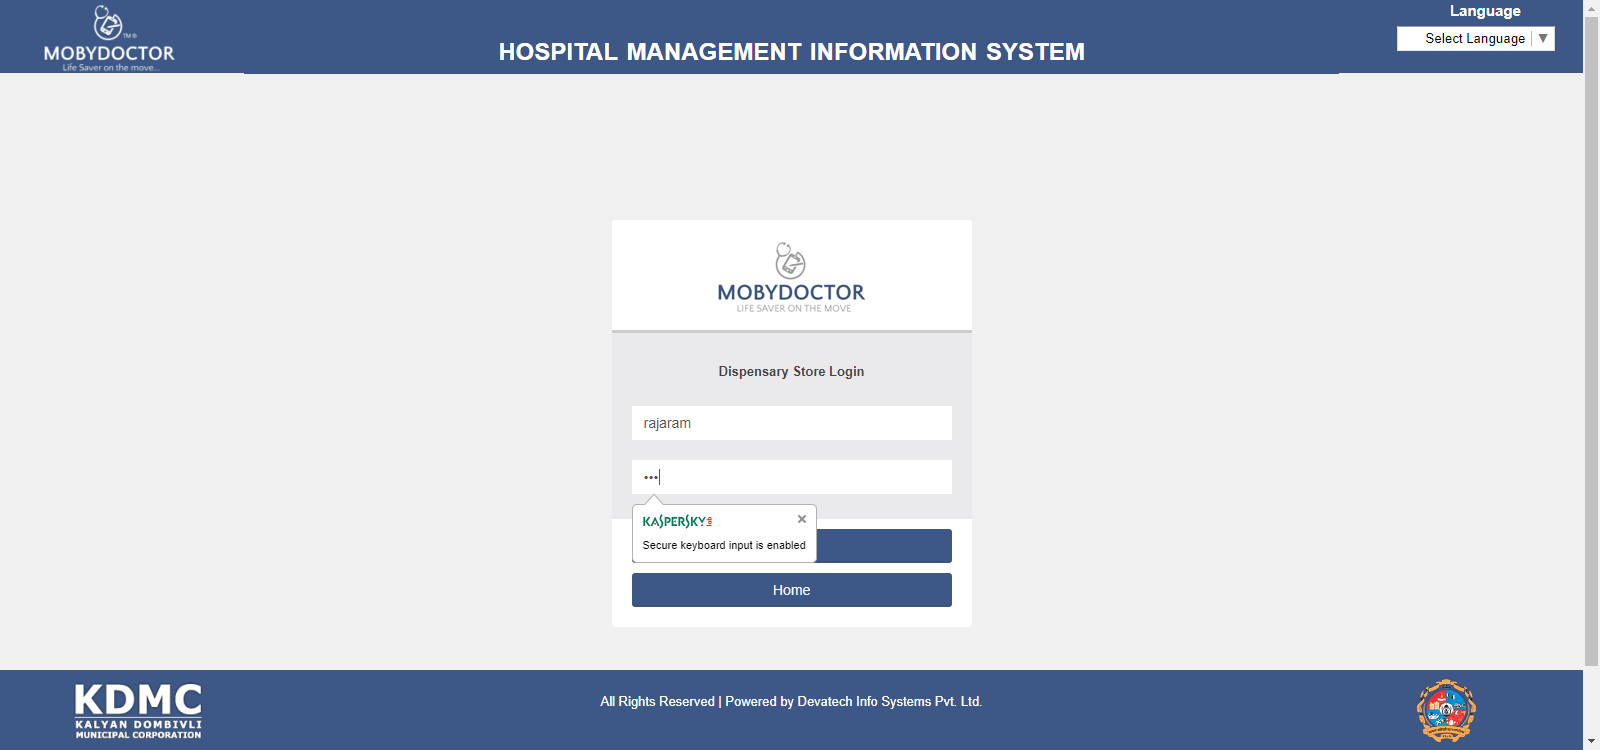 Language
MOBYDOCTOR
Life Saver on the move...
HOSPITAL MANAGEMENT INFORMATION SYSTEM
Select Language ▼
MOBYDOCTOR
LIFE SAVER ON THE MOVE
Dispensary Store Login
rajaram
•••
KASPERSKY
Secure keyboard input is enabled
Home
KDMC
KALYAN DOMBIVLI
MUNICIPAL CORPORATION
All Rights Reserved | Powered by Devatech Info Systems Pvt. Ltd.